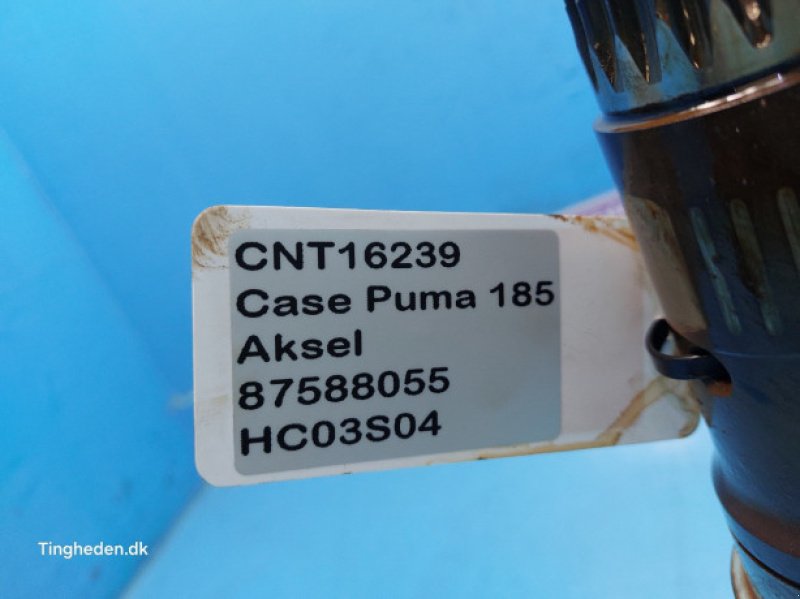 CNT16239
Case Puma 185
Aksel
87588055
HC03S04
Tingheden.dk